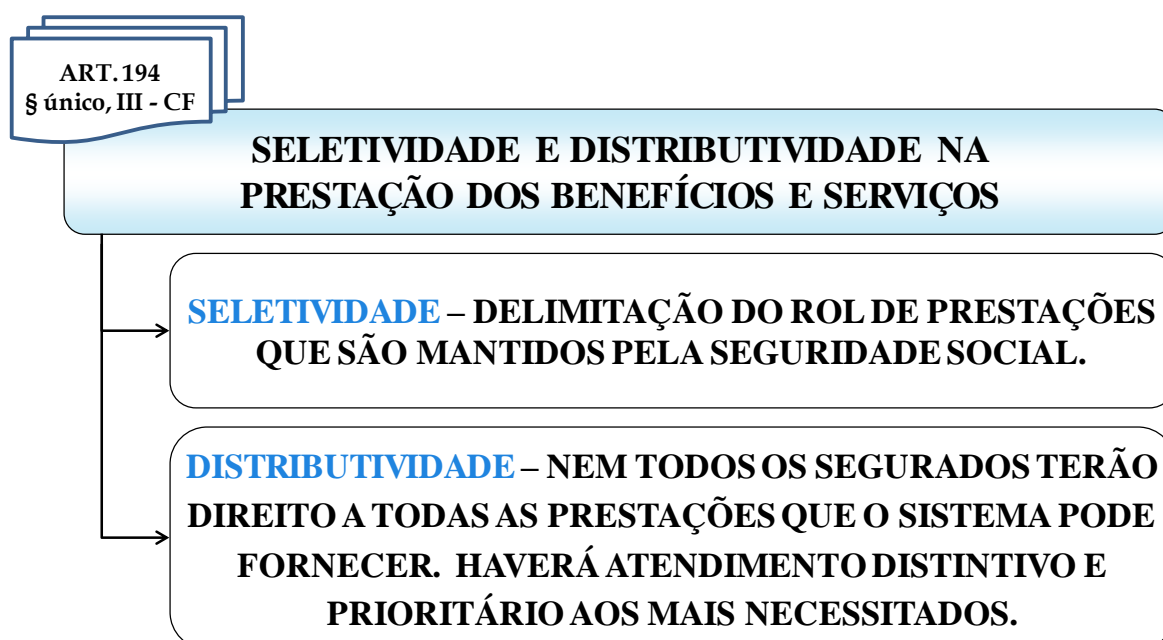 ART. 194
§ único, III - CF
SELETIVIDADE E DISTRIBUTIVIDADE NA
PRESTAÇÃO DOS BENEFÍCIOS E SERVIÇOS
SELETIVIDADE – DELIMITAÇÃO DO ROL DE PRESTAÇÕES
QUE SÃO MANTIDOS PELA SEGURIDADE SOCIAL.
DISTRIBUTIVIDADE – NEM TODOS OS SEGURADOS TERÃO
DIREITO A TODAS AS PRESTAÇÕES QUE O SISTEMA PODE
FORNECER. HAVERÁ ATENDIMENTO DISTINTIVO E
PRIORITÁRIO AOS MAIS NECESSITADOS.